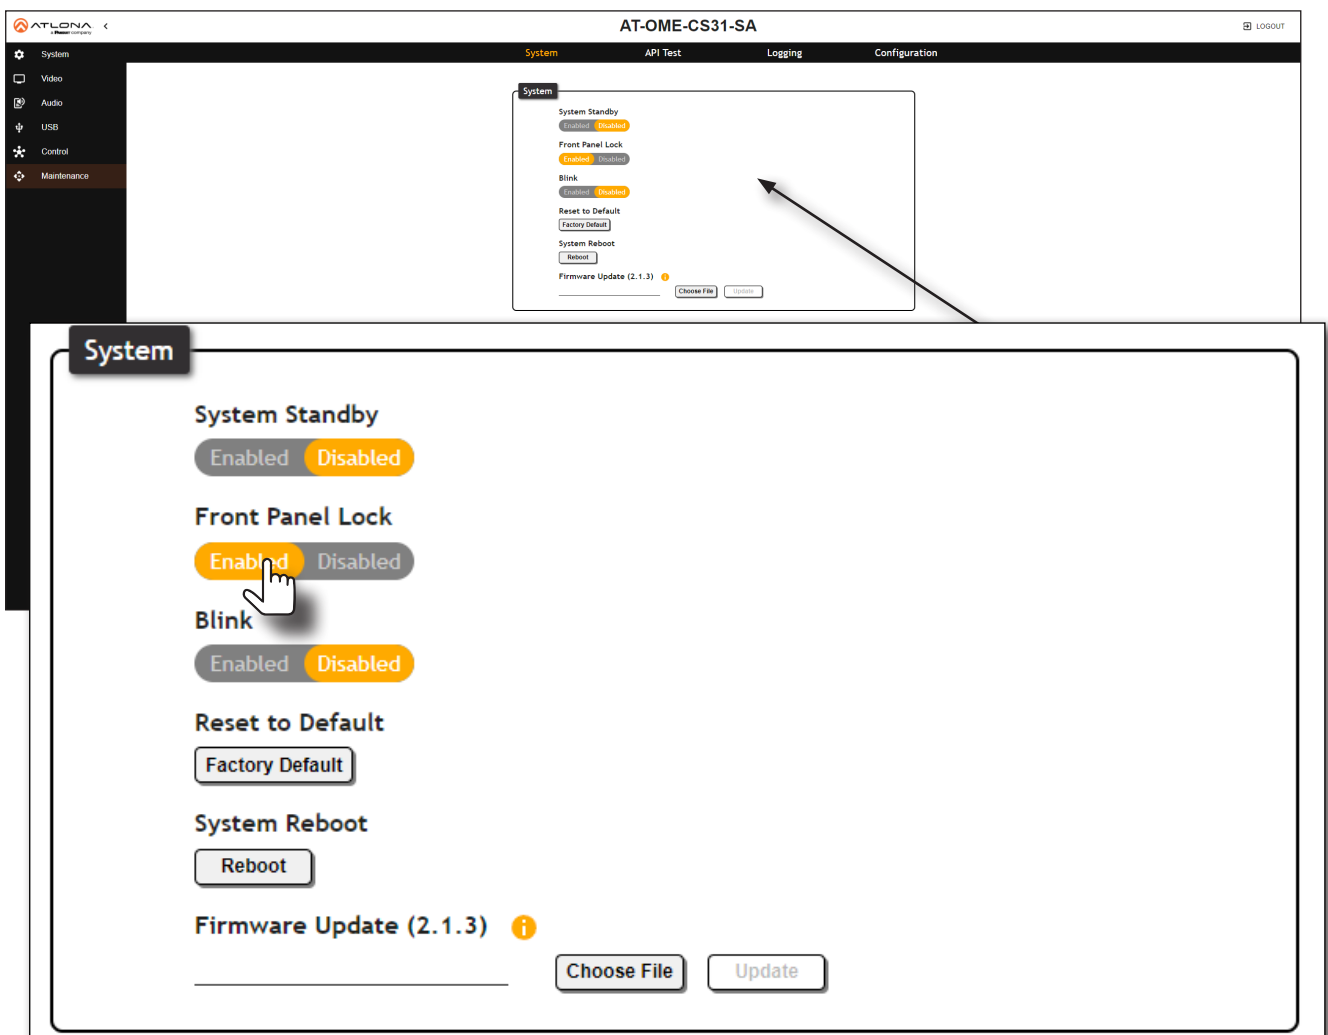 ATLONA
AT-OME-CS31-SA
LOGOUT
System
Video
Audio
USB
Control
Maintenance
System API Test Logging Configuration
System
System Standby
Enabled Disabled
Front Panel Lock
Enabled Disabled
Blink
Enabled Disabled
Reset to Default
Factory Default
System Reboot
Reboot
Firmware Update (2.1.3)
Choose File Update
System
System Standby
Enabled Disabled
Front Panel Lock
Enabled Disabled
Blink
Enabled Disabled
Reset to Default
Factory Default
System Reboot
Reboot
Firmware Update (2.1.3)
Choose File Update